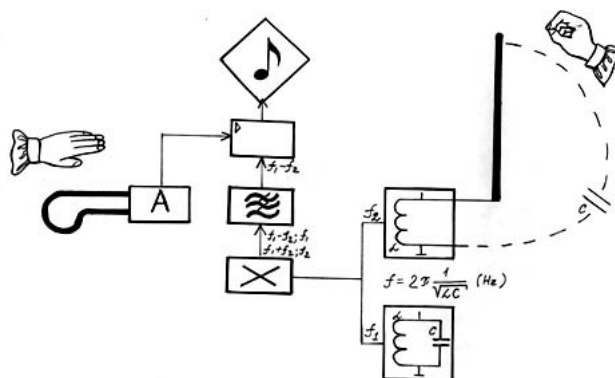 f₁-f₂
A
f₁-f₂; f₁
f₁+f₂; f₂
f₂
L
C
f = 2π 1/√LC (Hz)
f₁
L
C